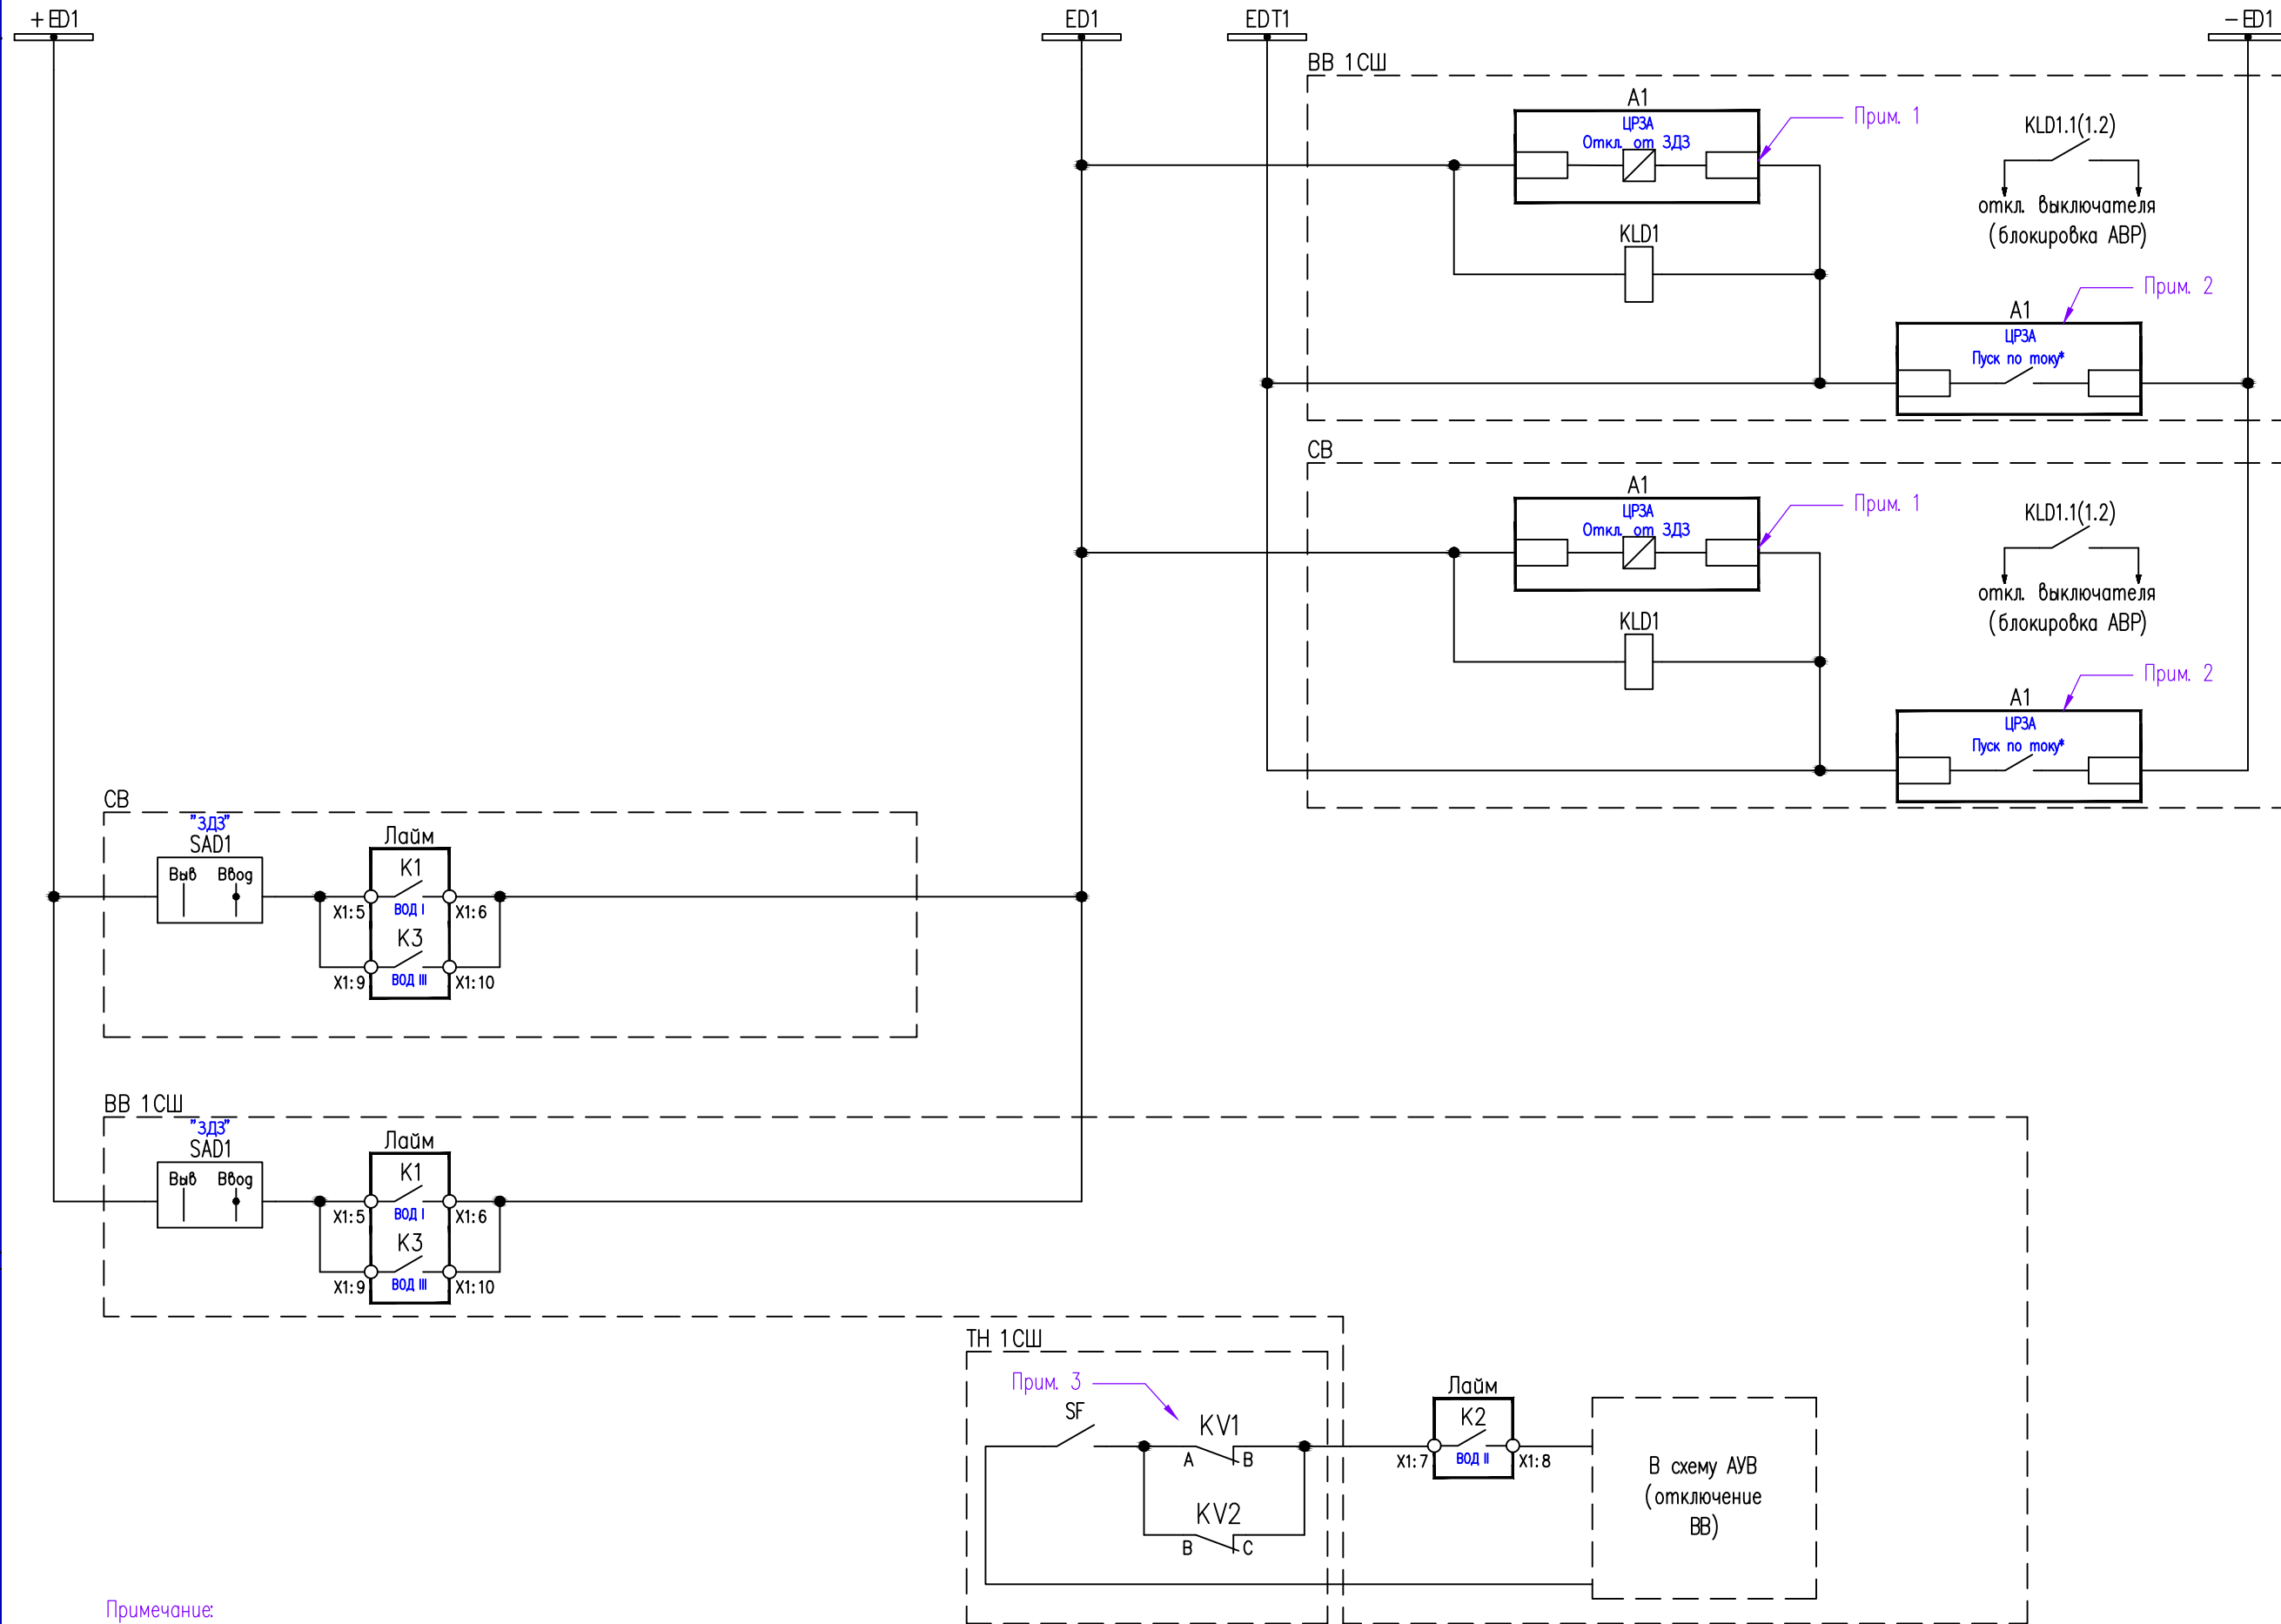 +ED1
ED1
EDT1
-ED1
ВВ 1СШ
А1
ЦРЗА
Откл. от ЗДЗ
Прим. 1
KLD1.1(1.2)
откл. выключателя
(блокировка АВР)
KLD1
Прим. 2
А1
ЦРЗА
Пуск по току*
СВ
А1
ЦРЗА
Откл. от ЗДЗ
Прим. 1
KLD1.1(1.2)
откл. выключателя
(блокировка АВР)
KLD1
Прим. 2
А1
ЦРЗА
Пуск по току*
СВ
"ЗДЗ"
SAD1
Выв Ввод
Лайм
K1
X1:5 ВОД I X1:6
K3
X1:9 ВОД III X1:10
ВВ 1СШ
"ЗДЗ"
SAD1
Выв Ввод
Лайм
K1
X1:5 ВОД I X1:6
K3
X1:9 ВОД III X1:10
ТН 1СШ
Прим. 3
SF
KV1
A B
KV2
B C
Лайм
K2
X1:7 ВОД II X1:8
В схему АУВ
(отключение
ВВ)
Примечание: